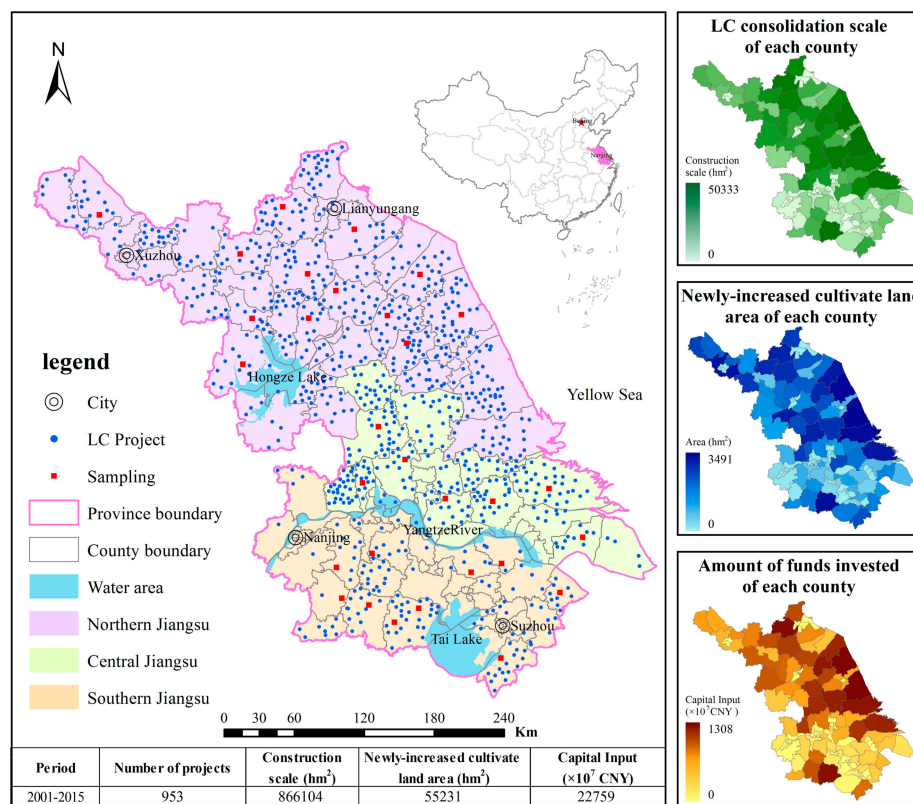 N
Beijing
Nanjing
Lianyungang
Xuzhou
Hongze Lake
Yellow Sea
YangtzeRiver
Nanjing
Tai Lake
Suzhou
legend
City
LC Project
Sampling
Province boundary
County boundary
Water area
Northern Jiangsu
Central Jiangsu
Southern Jiangsu
0 30 60 120 180 240
Km
Period Number of projects Construction scale (hm²) Newly-increased cultivate land area (hm²) Capital Input (×10⁷ CNY)
2001-2015 953 866104 55231 22759
LC consolidation scale
of each county
Construction
scale (hm²)
50333
0
Newly-increased cultivate land
area of each county
Area (hm²)
3491
0
Amount of funds invested
of each county
Capital Input
(×10⁷ CNY )
1308
0